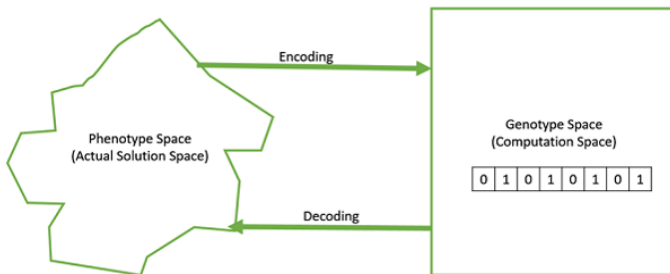 Encoding
Phenotype Space
(Actual Solution Space)
Genotype Space
(Computation Space)
0 1 0 1 0 1 0 1
Decoding